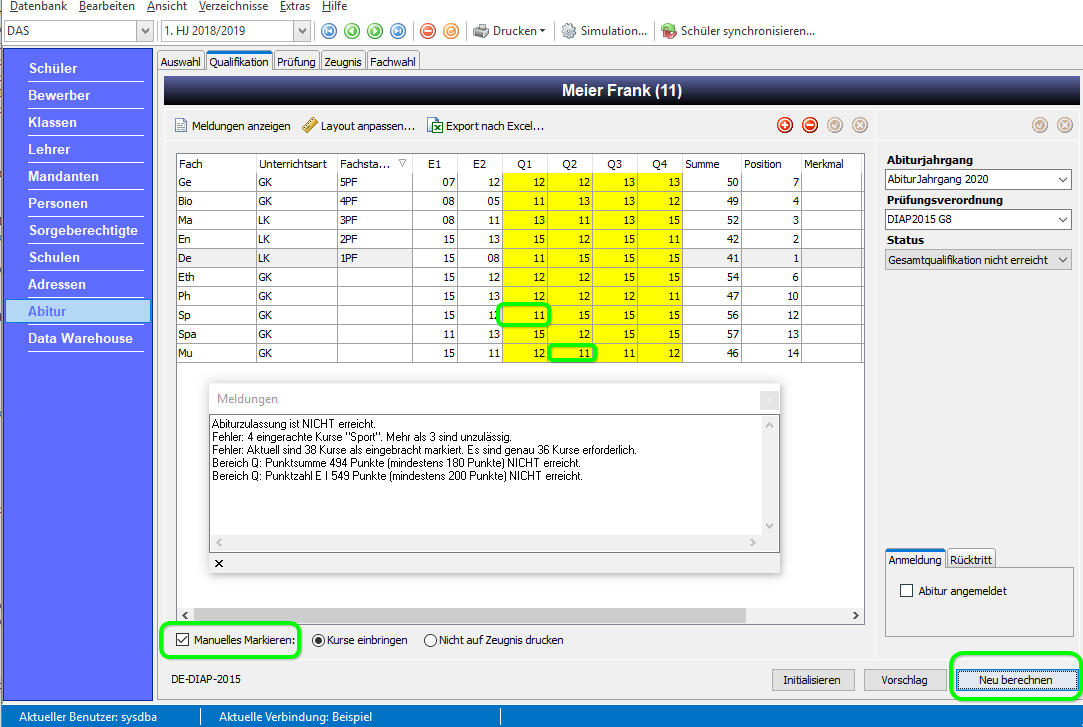 Datenbank Bearbeiten Ansicht Verzeichnisse Extras Hilfe
DAS 1. HJ 2018/2019 Drucken Simulation... Schüler synchronisieren...
Schüler
Bewerber
Klassen
Lehrer
Mandanten
Personen
Sorgeberechtigte
Schulen
Adressen
Abitur
Data Warehouse
Auswahl Qualifikation Prüfung Zeugnis Fachwahl
Meier Frank (11)
Meldungen anzeigen Layout anpassen... Export nach Excel...
Fach Unterrichtsart Fachsta... E1 E2 Q1 Q2 Q3 Q4 Summe Position Merkmal
Ge GK 5PF 07 12 12 12 13 13 50 7
Bio GK 4PF 08 05 11 13 13 12 49 4
Ma LK 3PF 08 11 13 11 13 15 52 3
En LK 2PF 15 13 15 12 15 11 42 2
De LK 1PF 15 08 11 15 15 15 41 1
Eth GK 15 12 12 12 12 15 54 6
Ph GK 15 13 12 12 12 11 47 10
Sp GK 15 12 11 15 15 15 56 12
Spa GK 11 13 15 12 15 15 57 13
Mu GK 15 11 12 11 11 12 46 14
Meldungen
Abiturzulassung ist NICHT erreicht.
Fehler: 4 eingerachte Kurse "Sport". Mehr als 3 sind unzulässig.
Fehler: Aktuell sind 38 Kurse als eingebracht markiert. Es sind genau 36 Kurse erforderlich.
Bereich Q: Punktsumme 494 Punkte (mindestens 180 Punkte) NICHT erreicht.
Bereich Q: Punktzahl E I 549 Punkte (mindestens 200 Punkte) NICHT erreicht.
Manuelles Markieren: Kurse einbringen Nicht auf Zeugnis drucken
DE-DIAP-2015
Initialisieren Vorschlag Neu berechnen
Abiturjahrgang
AbiturJahrgang 2020
Prüfungsverordnung
DIAP2015 G8
Status
Gesamtqualifikation nicht erreicht
Anmeldung Rücktritt
Abitur angemeldet
Aktueller Benutzer: sysdba Aktuelle Verbindung: Beispiel